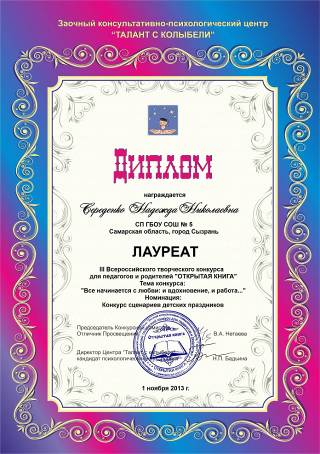 Заочный консультативно-психологический центр
"ТАЛАНТ С КОЛЫБЕЛИ"
Диплом
награждается
Середенко Надежда Николаевна
СП ГБОУ СОШ № 5
Самарская область, город Сызрань
ЛАУРЕАТ
III Всероссийского творческого конкурса
для педагогов и родителей "ОТКРЫТАЯ КНИГА"
Тема конкурса:
"Все начинается с любви: и вдохновение, и работа..."
Номинация:
Конкурс сценариев детских праздников
Председатель Конкурсной
Отличник Просвещения В.А. Нетаева
Открытая книга
Директор Центра "Талант с
кандидат психологических Н.П. Бадьина
1 ноября 2013 г.